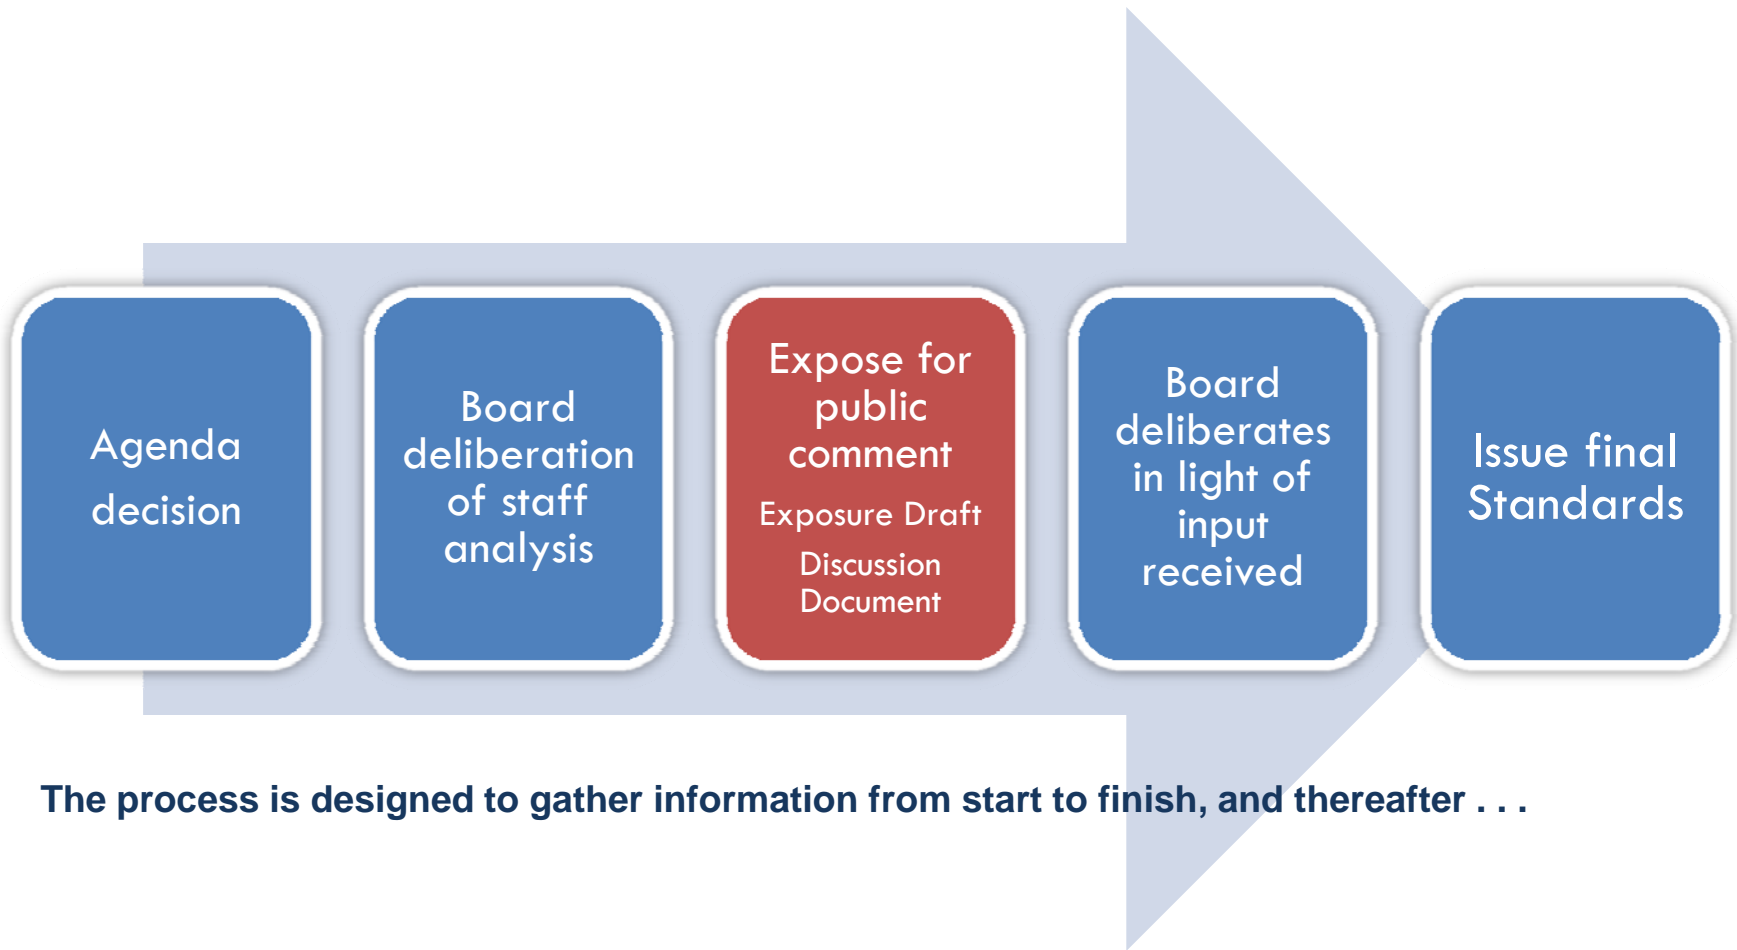 Agenda
decision
Board
deliberation
of staff
analysis
Expose for
public
comment
Exposure Draft
Discussion
Document
Board
deliberates
in light of
input
received
Issue final
Standards
The process is designed to gather information from start to finish, and thereafter . . .